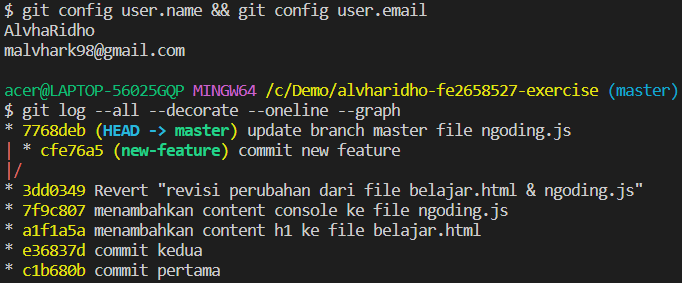 $ git config user.name && git config user.email
AlvhaRidho
malvhark98@gmail.com
acer@LAPTOP-56025GQP MINGW64 /c/Demo/alvharidho-fe2658527-exercise (master)
$ git log --all --decorate --oneline --graph
* 7768deb (HEAD -> master) update branch master file ngoding.js
| * cfe76a5 (new-feature) commit new feature
|/
* 3dd0349 Revert "revisi perubahan dari file belajar.html & ngoding.js"
* 7f9c807 menambahkan content console ke file ngoding.js
* a1f1a5a menambahkan content h1 ke file belajar.html
* e36837d commit kedua
* c1b680b commit pertama